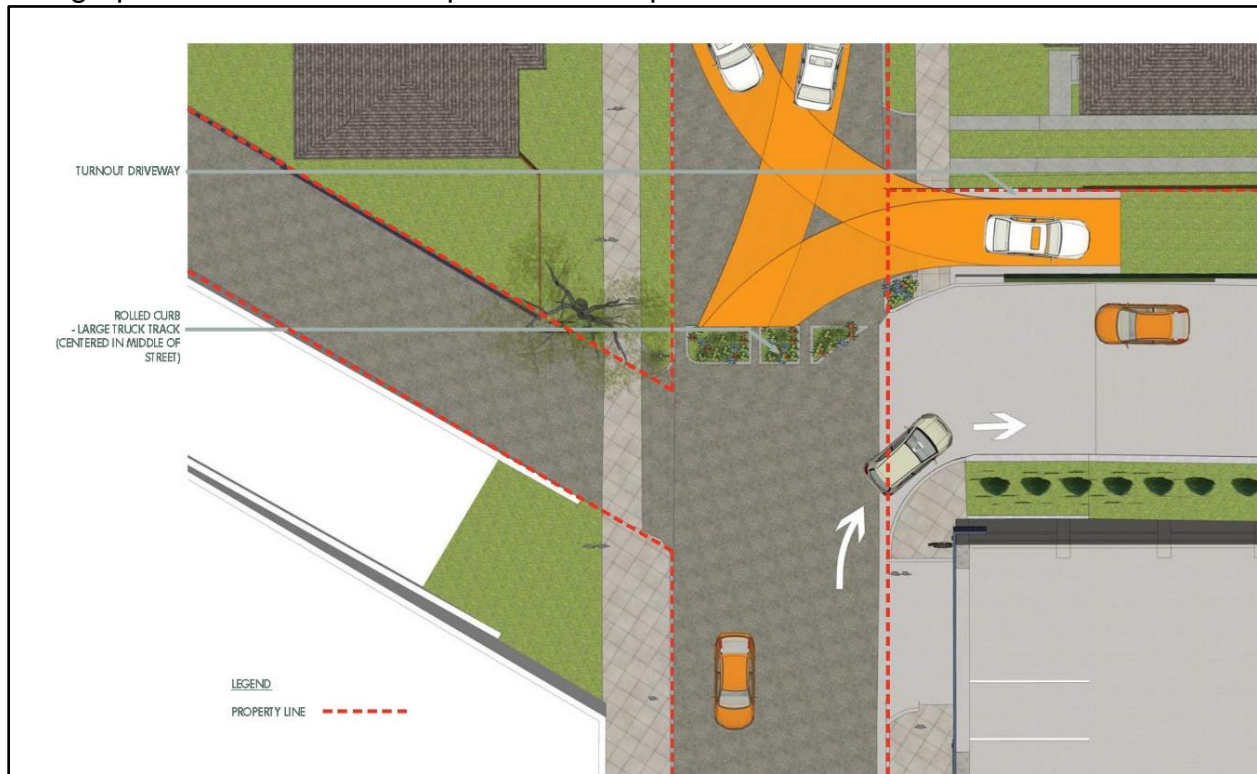 TURNOUT DRIVEWAY
ROLLED CURB
- LARGE TRUCK TRACK
(CENTERED IN MIDDLE OF
STREET)
LEGEND
PROPERTY LINE